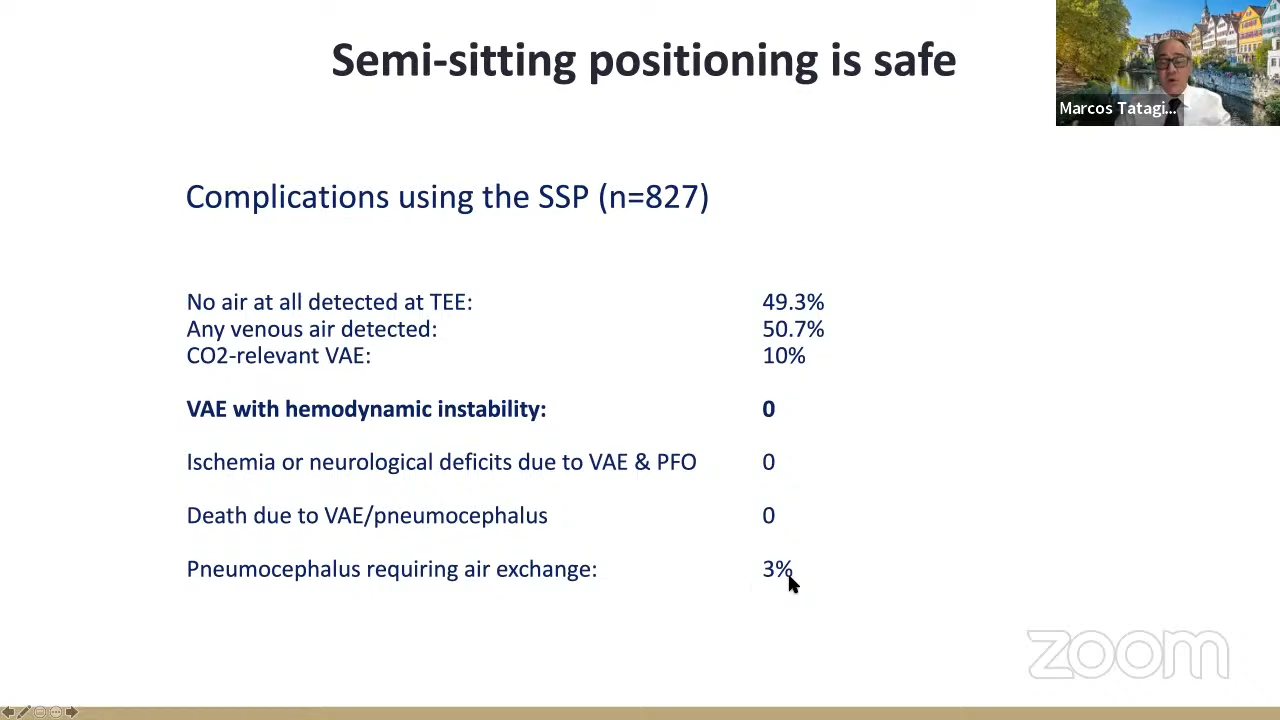 Semi-sitting positioning is safe
Marcos Tatagi...
Complications using the SSP (n=827)
No air at all detected at TEE: 49.3%
Any venous air detected: 50.7%
CO2-relevant VAE: 10%
VAE with hemodynamic instability: 0
Ischemia or neurological deficits due to VAE & PFO 0
Death due to VAE/pneumocephalus 0
Pneumocephalus requiring air exchange: 3%
zoom